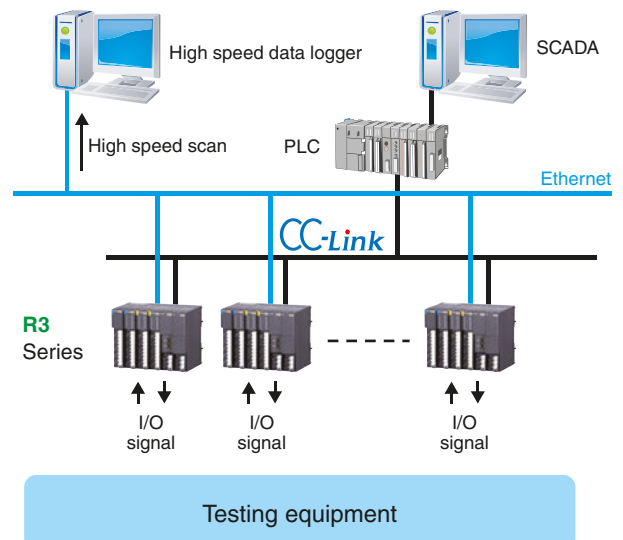 High speed data logger
SCADA
High speed scan
PLC
Ethernet
CC-Link
R3
Series
I/O
signal
I/O
signal
I/O
signal
Testing equipment